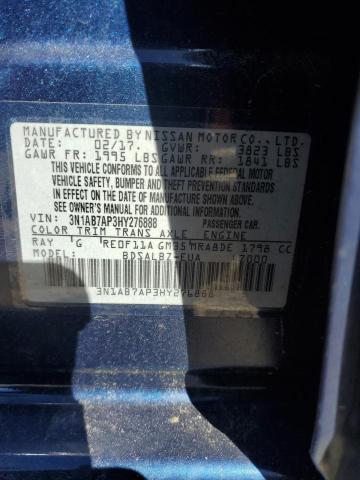 MANUFACTURED BY NISSAN MOTOR CO., LTD.
DATE: 02/17. GVWR: 3823 LBS
GAWR FR: 1995 LBS GAWR RR: 1841 LBS
THIS VEHICLE CONFORMS TO ALL APPLICABLE FEDERAL MOTOR
VEHICLE SAFETY, BUMPER AND THEFT PREVENTION STANDARDS
IN EFFECT ON THE DATE OF MANUFACTURE SHOWN ABOVE.
SEE OWNER'S MANUAL FOR ADDITIONAL INFORMATION.
VIN: 3N1AB7AP3HY276888 PASSENGER CAR.
COLOR TRIM TRANS AXLE ENGINE
RAY G RE0F11A GM35 MRA8DE 1798 CC
MODEL: BDSALBZ-EUA 7000
3N1AB7AP3HY276888